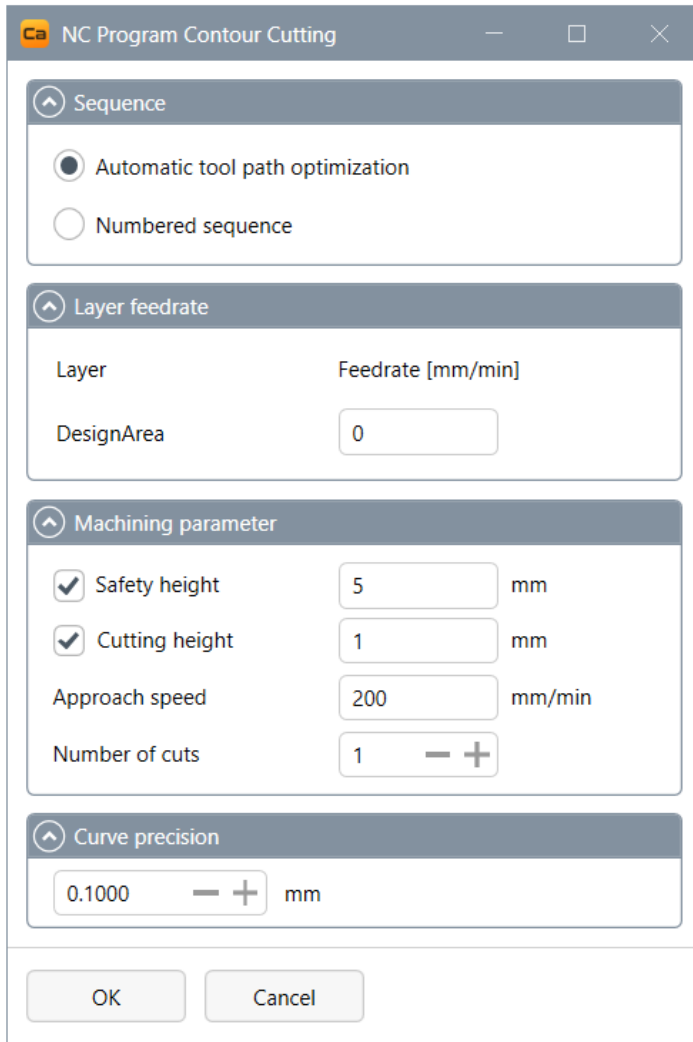 Ca NC Program Contour Cutting
Sequence
Automatic tool path optimization
Numbered sequence
Layer feedrate
Layer Feedrate [mm/min]
DesignArea 0
Machining parameter
Safety height 5 mm
Cutting height 1 mm
Approach speed 200 mm/min
Number of cuts 1
Curve precision
0.1000 mm
OK Cancel